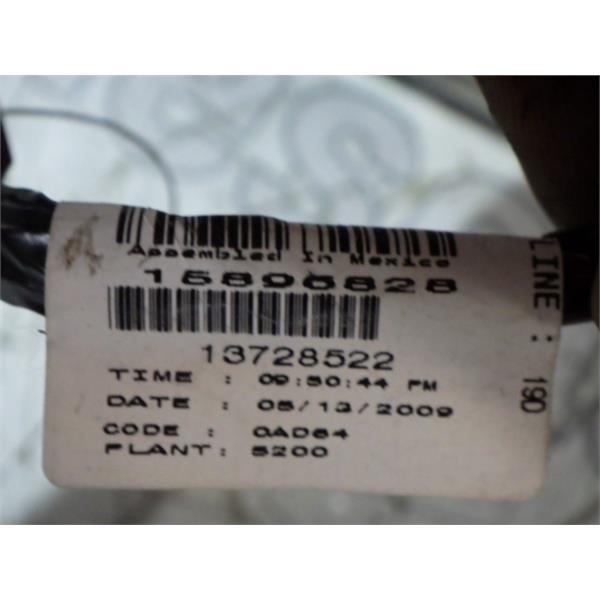 Assembled In Mexico
15896828
13728522
TIME : 09:50:44 PM
DATE : 05/13/2009
CODE : 0AD64
PLANT: 5200
LINE : 190